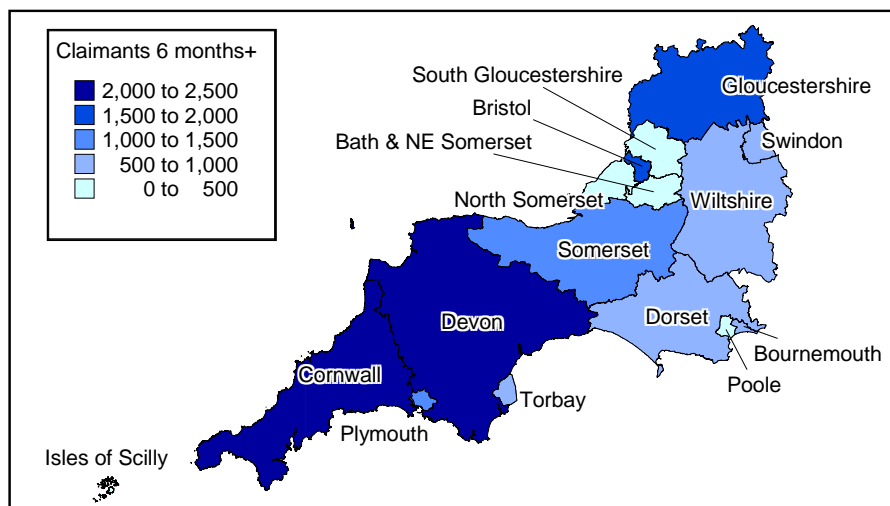 Claimants 6 months+
2,000 to 2,500
1,500 to 2,000
1,000 to 1,500
500 to 1,000
0 to 500
South Gloucestershire
Gloucestershire
Bristol
Swindon
Bath & NE Somerset
North Somerset
Wiltshire
Somerset
Devon
Dorset
Bournemouth
Poole
Cornwall
Torbay
Plymouth
Isles of Scilly